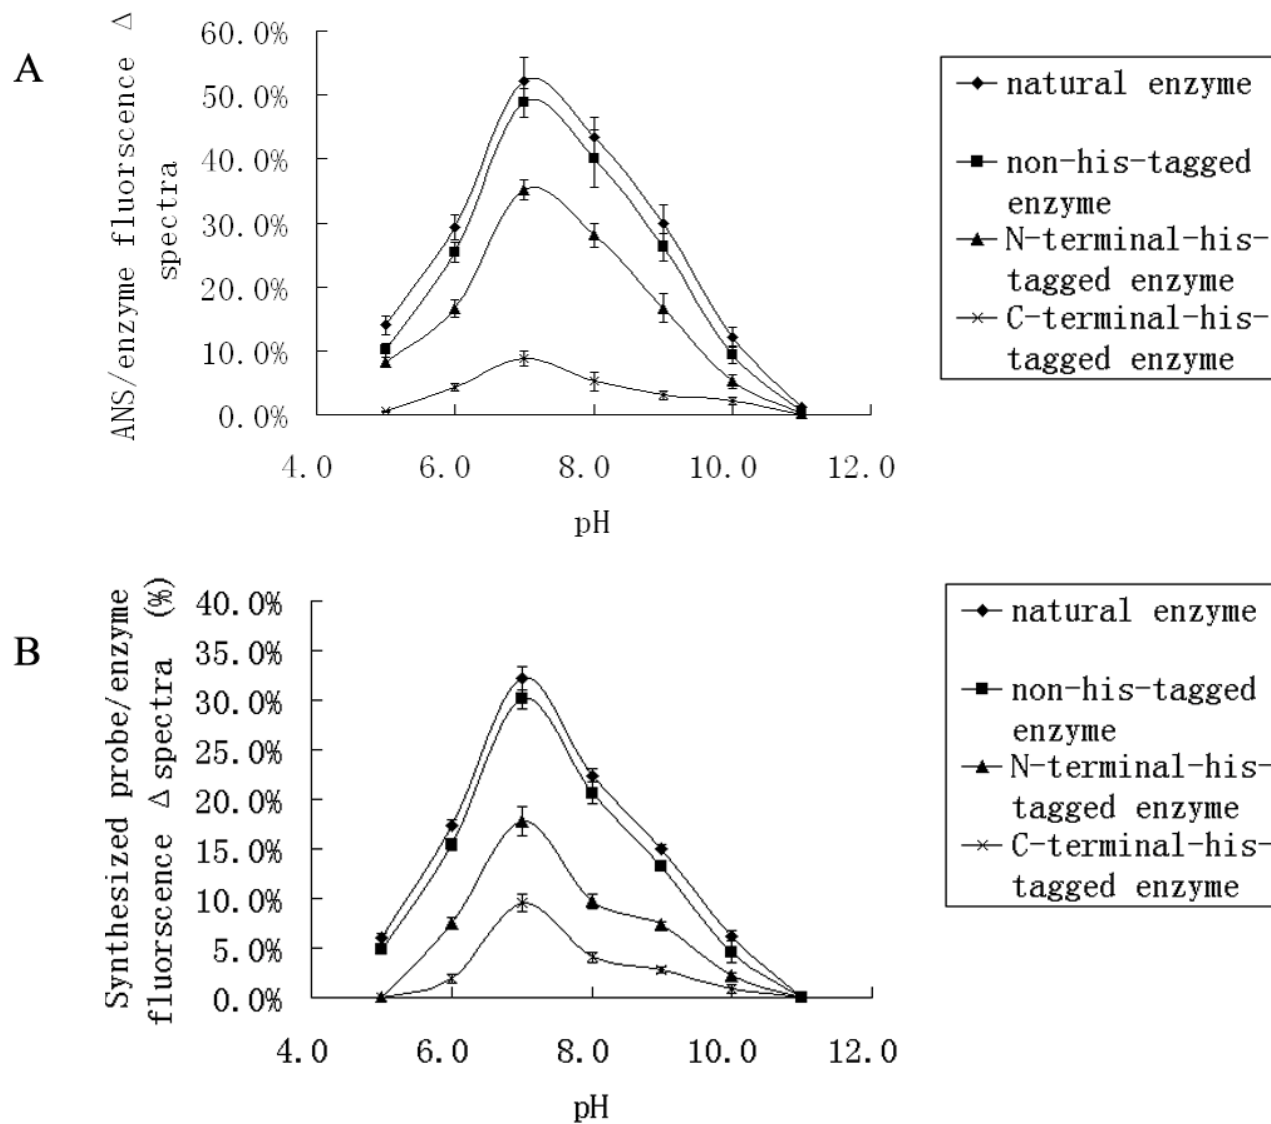 A
ANS/enzyme fluorescence Δ
spectra
60.0%
50.0%
40.0%
30.0%
20.0%
10.0%
0.0%
4.0 6.0 8.0 10.0 12.0
pH
natural enzyme
non-his-tagged
enzyme
N-terminal-his-
tagged enzyme
C-terminal-his-
tagged enzyme
B
Synthesized probe/enzyme
fluorescence Δ spectra (%)
40.0%
35.0%
30.0%
25.0%
20.0%
15.0%
10.0%
5.0%
0.0%
4.0 6.0 8.0 10.0 12.0
pH
natural enzyme
non-his-tagged
enzyme
N-terminal-his-
tagged enzyme
C-terminal-his-
tagged enzyme